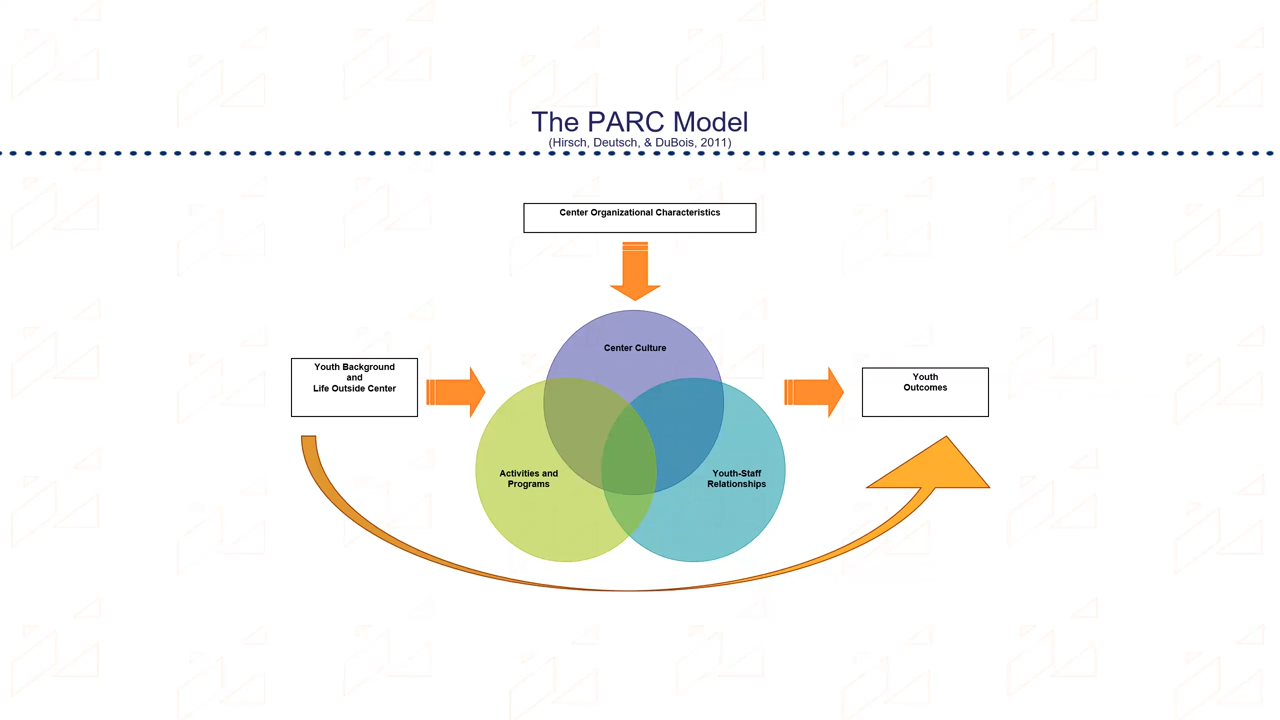 The PARC Model
(Hirsch, Deutsch, & DuBois, 2011)
Center Organizational Characteristics
Center Culture
Youth Background
and
Life Outside Center
Youth
Outcomes
Activities and
Programs
Youth-Staff
Relationships